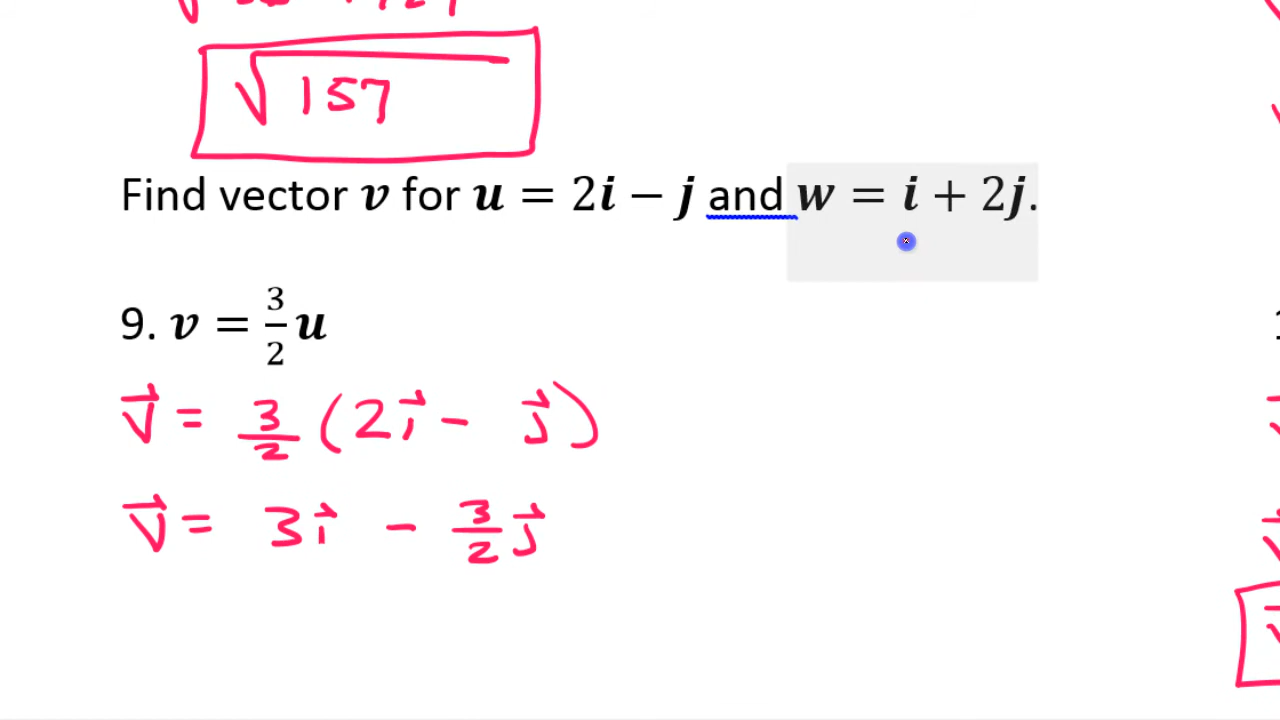 √157
Find vector v for u = 2i − j and w = i + 2j.
9. v = 3/2 u
v⃗ = 3/2 (2i⃗ − j⃗)
v⃗ = 3i⃗ − 3/2 j⃗